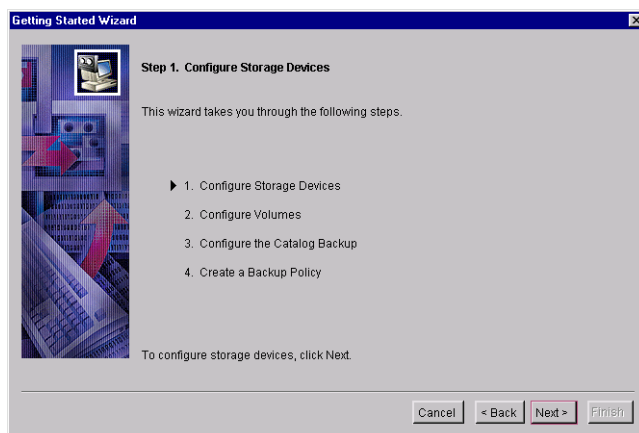 Getting Started Wizard
Step 1. Configure Storage Devices
This wizard takes you through the following steps.
1. Configure Storage Devices
2. Configure Volumes
3. Configure the Catalog Backup
4. Create a Backup Policy
To configure storage devices, click Next.
Cancel < Back Next > Finish